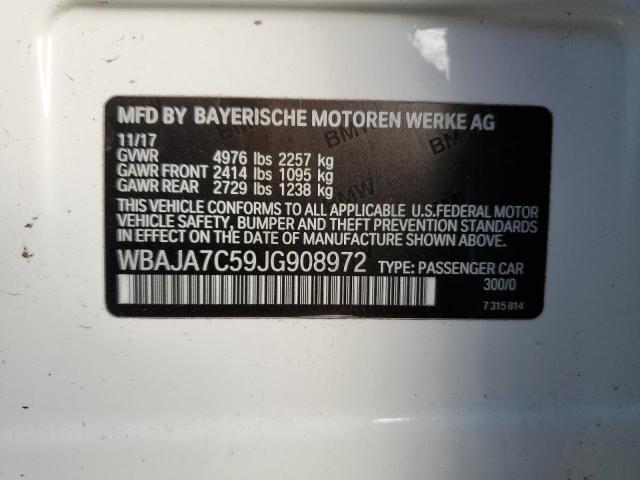 MFD BY BAYERISCHE MOTOREN WERKE AG
11/17
GVWR 4976 lbs 2257 kg
GAWR FRONT 2414 lbs 1095 kg
GAWR REAR 2729 lbs 1238 kg
THIS VEHICLE CONFORMS TO ALL APPLICABLE U.S.FEDERAL MOTOR
VEHICLE SAFETY, BUMPER AND THEFT PREVENTION STANDARDS
IN EFFECT ON THE DATE OF MANUFACTURE SHOWN ABOVE.
WBAJA7C59JG908972 TYPE: PASSENGER CAR
300/0
7 315 814
BMW
BMW
BMW